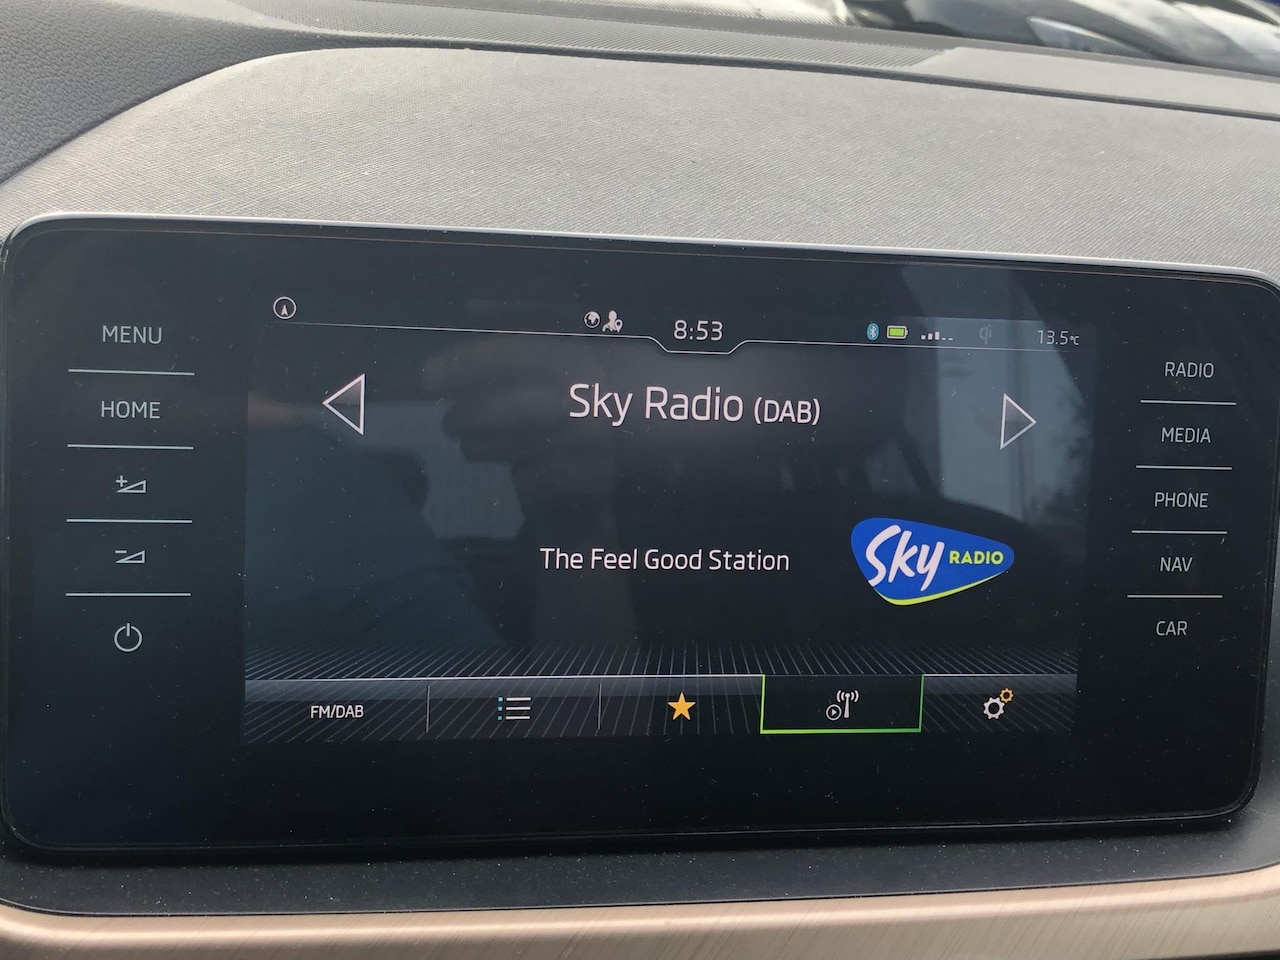 8:53
13.5°C
MENU
HOME
Sky Radio (DAB)
The Feel Good Station
Sky RADIO
FM/DAB
RADIO
MEDIA
PHONE
NAV
CAR